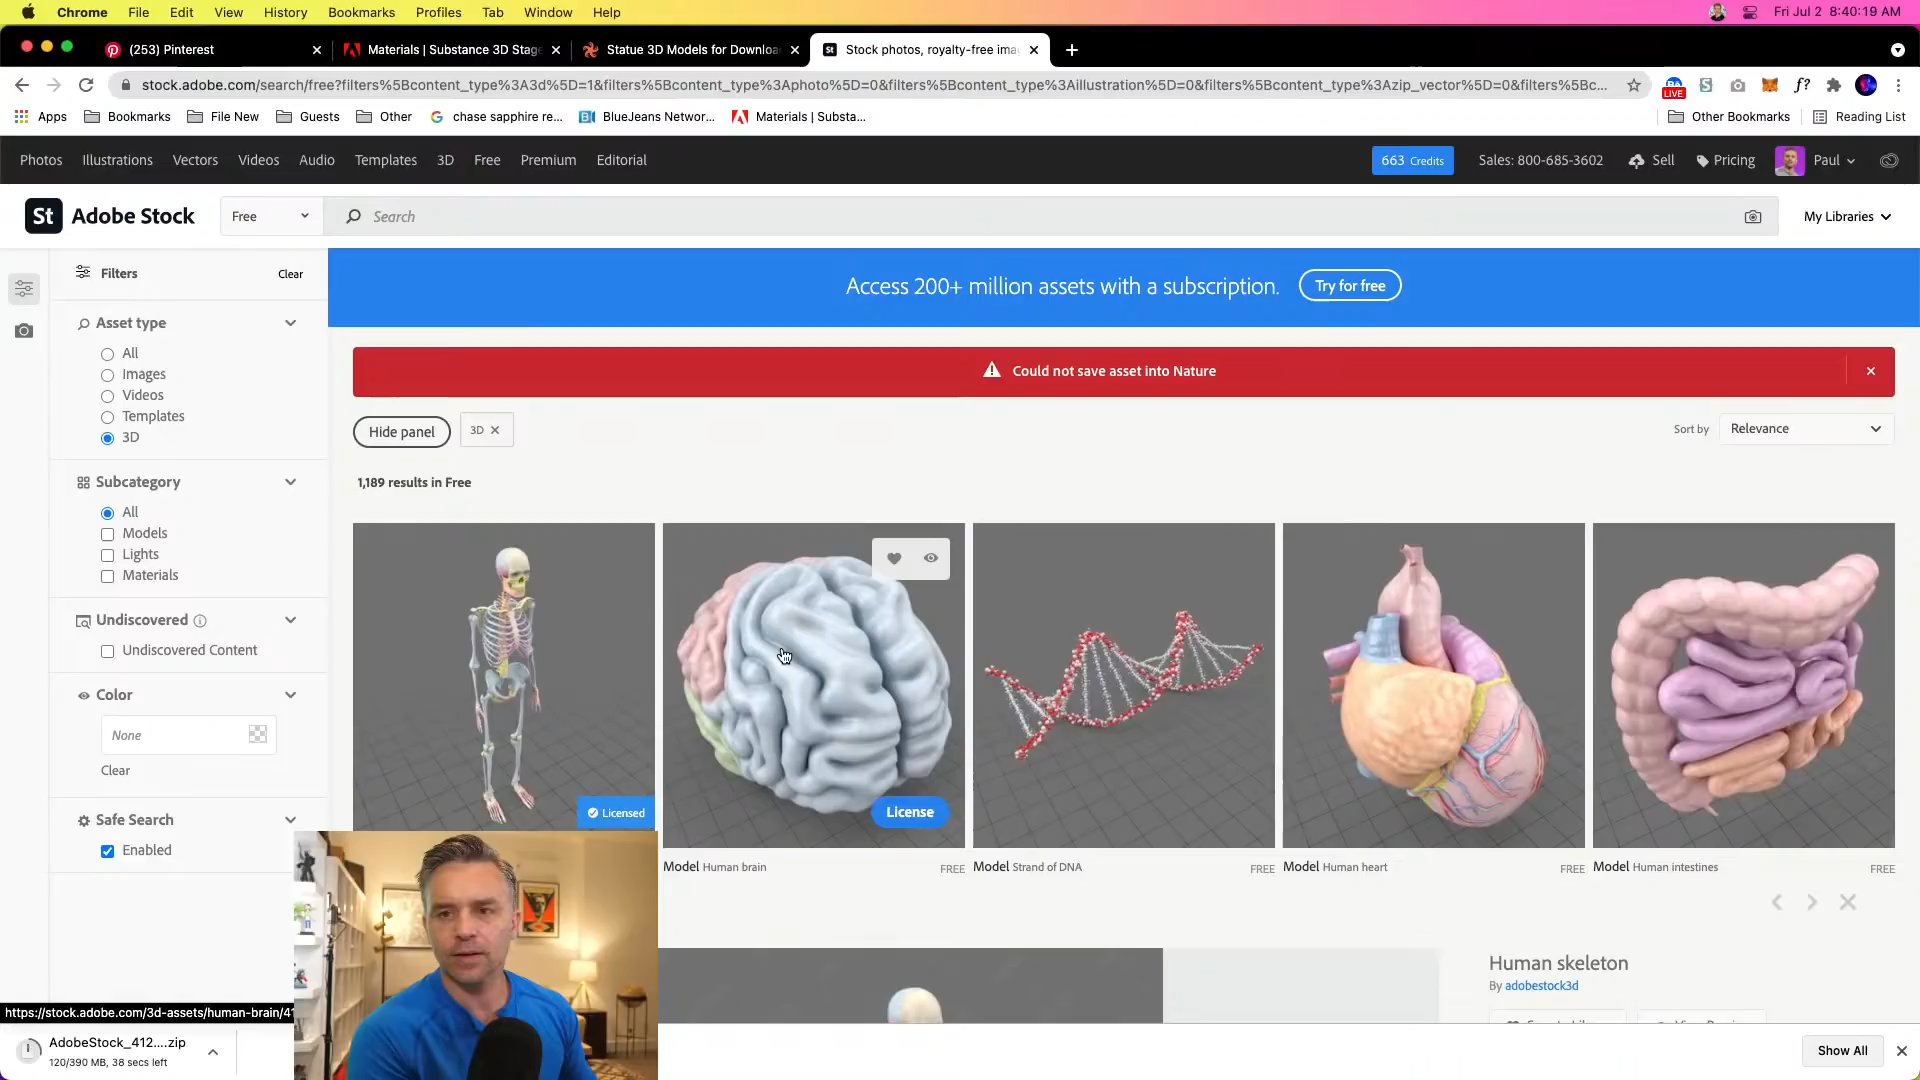 Chrome File Edit View History Bookmarks Profiles Tab Window Help Fri Jul 2 8:40:19 AM
(253) Pinterest Materials | Substance 3D Stag Statue 3D Models for Downloa Stock photos, royalty-free ima
stock.adobe.com/search/free?filters%5Bcontent_type%3A3d%5D=1&filters%5Bcontent_type%3Aphoto%5D=0&filters%5Bcontent_type%3Aillustration%5D=0&filters%5Bcontent_type%3Azip_vector%5D=0&filters%5Bc... LIVE f?
Apps Bookmarks File New Guests Other chase sapphire re... BlueJeans Networ... Materials | Substa... Other Bookmarks Reading List
Photos Illustrations Vectors Videos Audio Templates 3D Free Premium Editorial 663 Credits Sales: 800-685-3602 Sell Pricing Paul
St Adobe Stock Free Search My Libraries
Filters Clear
Access 200+ million assets with a subscription. Try for free
Asset type
All
Images
Videos
Templates
3D
Could not save asset into Nature
Hide panel 3D Sort by Relevance
1,189 results in Free
Subcategory
All
Models
Lights
Materials
Undiscovered
Undiscovered Content
Color
None
Clear
Safe Search
Enabled
Licensed
License
Model Human brain FREE
Model Strand of DNA FREE
Model Human heart FREE
Model Human intestines FREE
Human skeleton
By adobestock3d
https://stock.adobe.com/3d-assets/human-brain/41
AdobeStock_412....zip
120/390 MB, 38 secs left
Show All